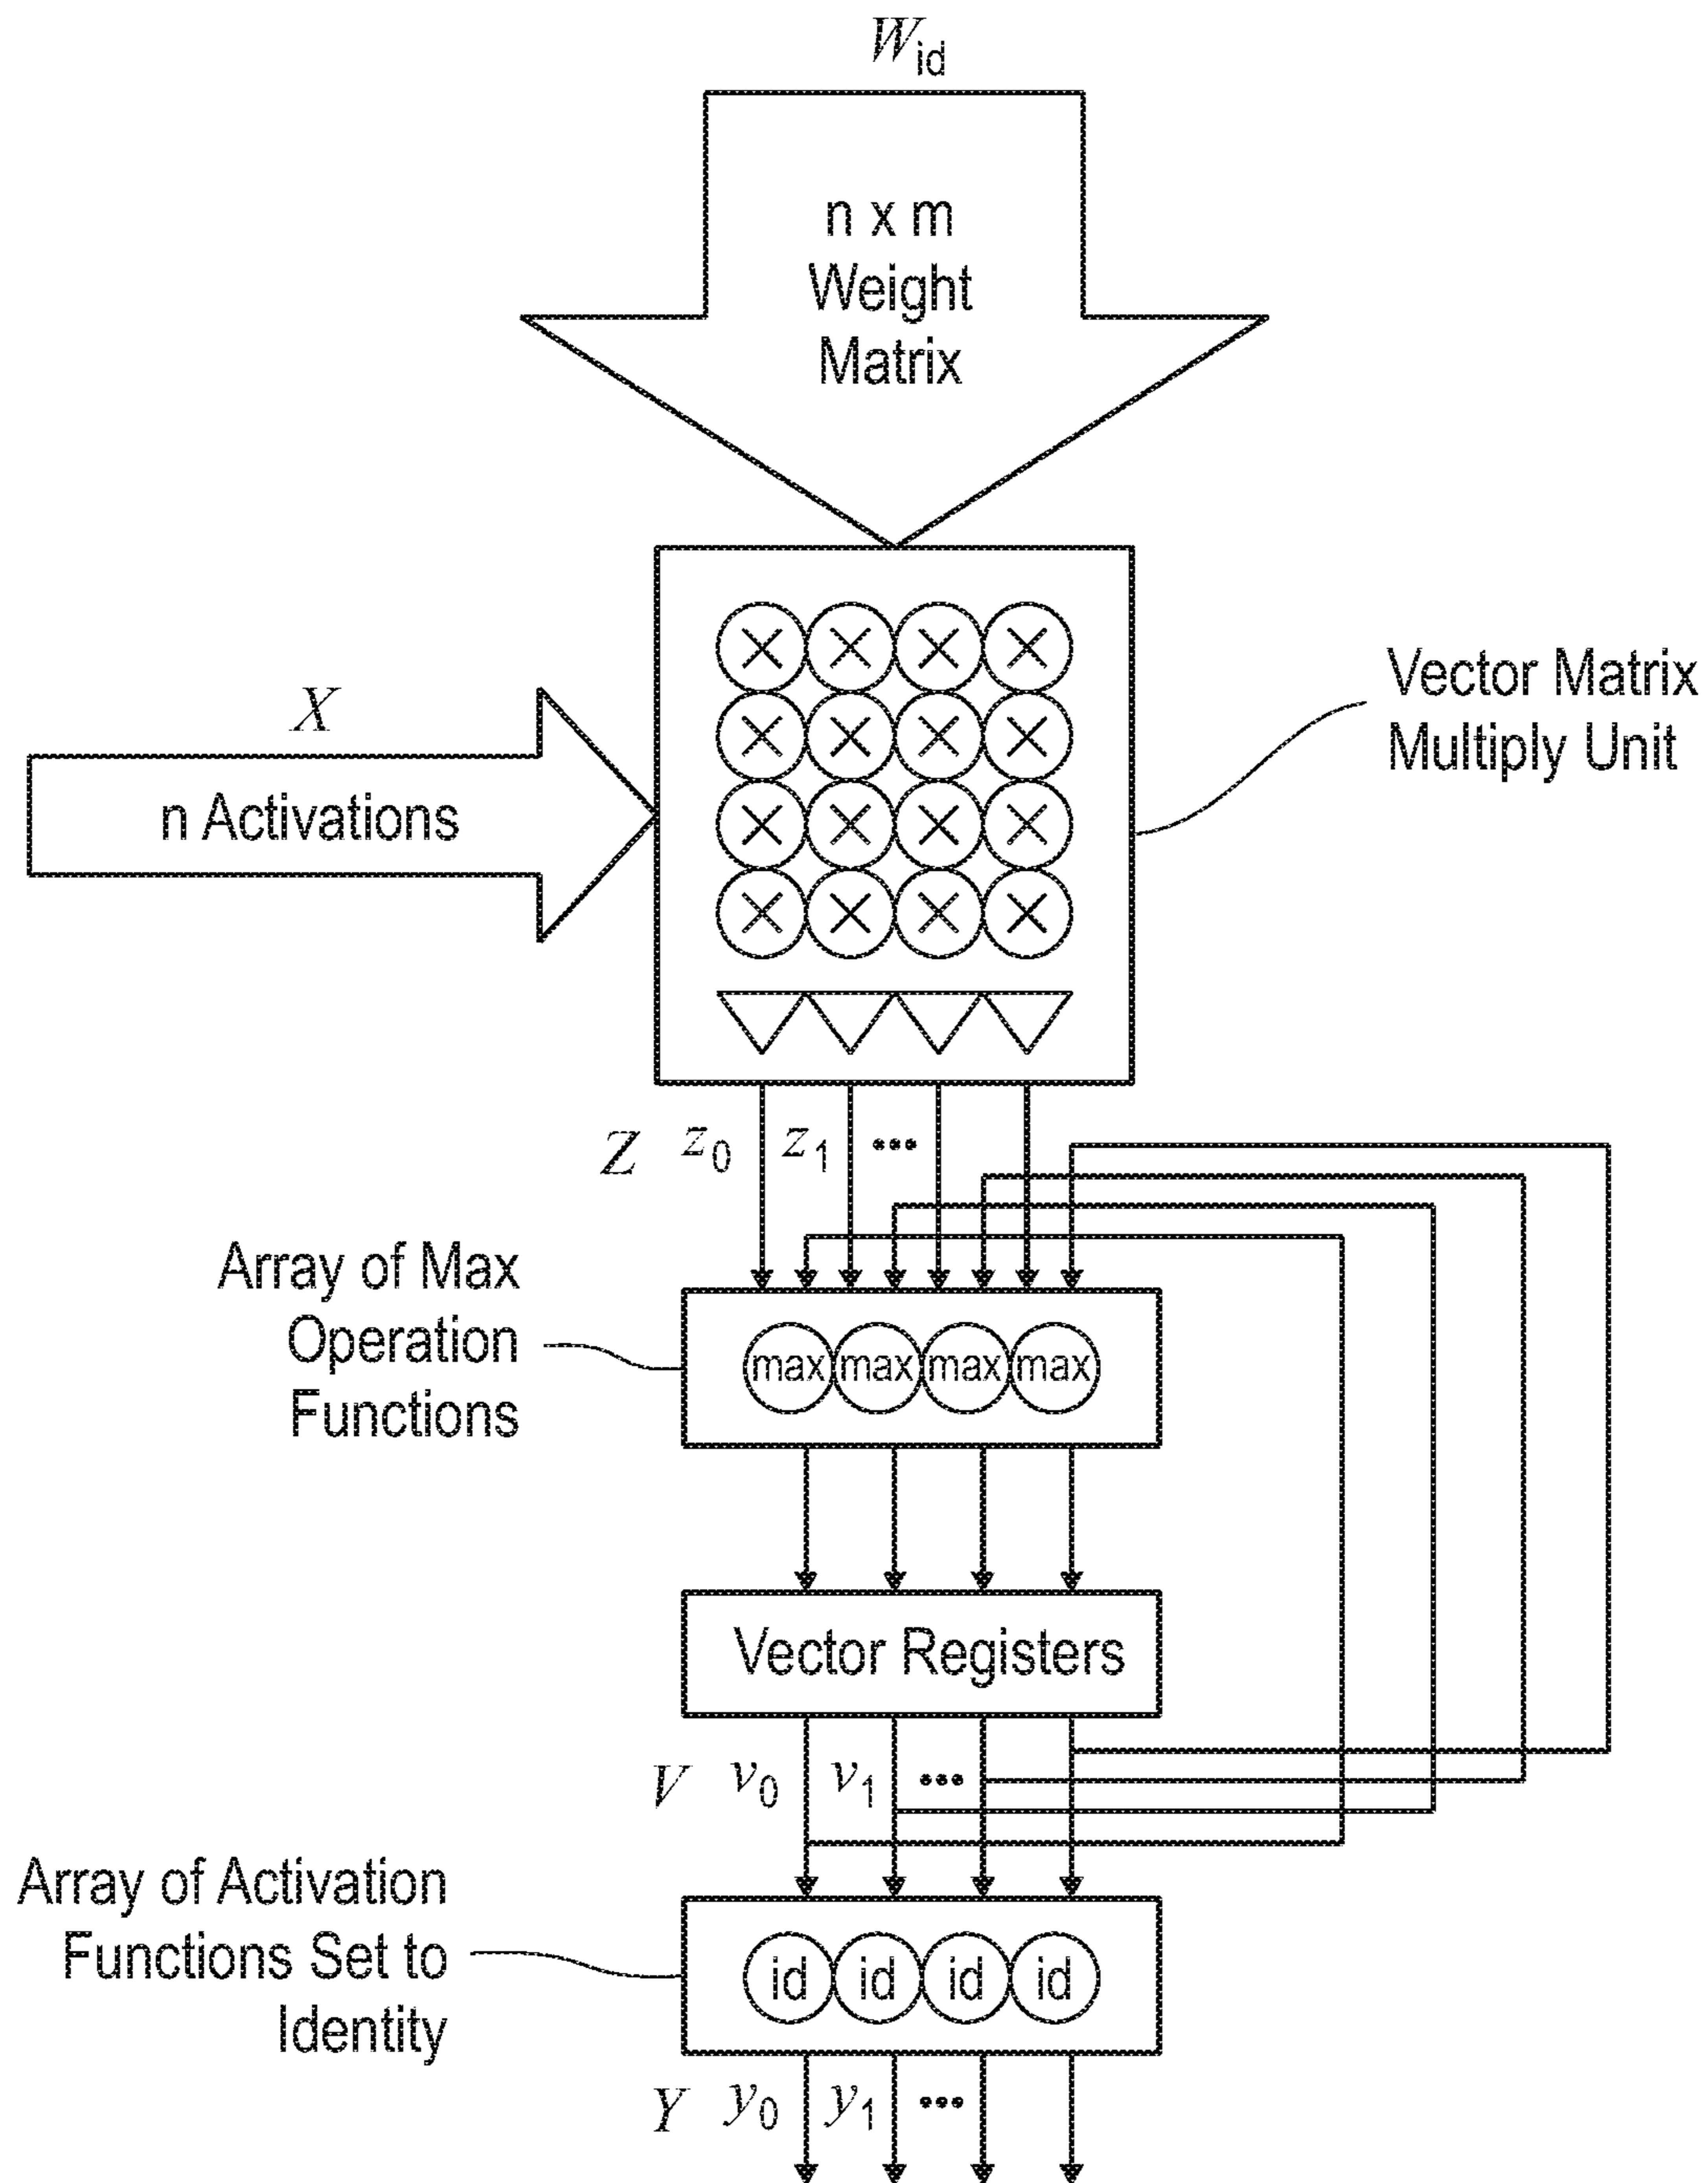 W_id
n x m
Weight
Matrix
X
n Activations
Vector Matrix
Multiply Unit
Z z_0 z_1 •••
Array of Max
Operation
Functions
max max max max
Vector Registers
V v_0 v_1 •••
Array of Activation
Functions Set to
Identity
id id id id
Y y_0 y_1 •••